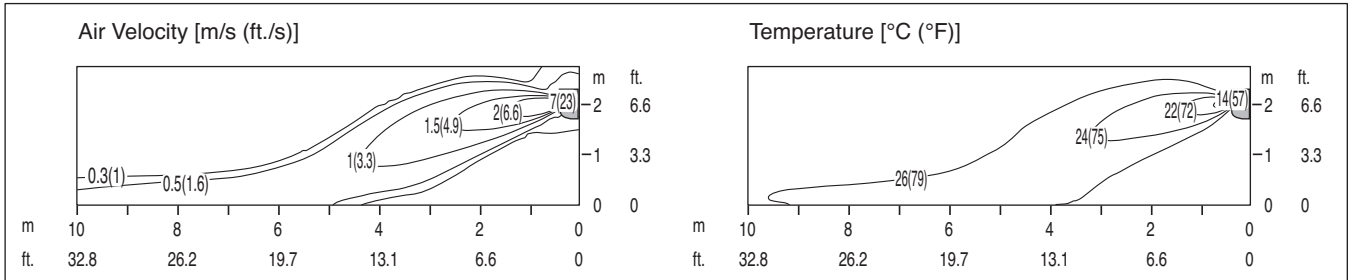 Air Velocity [m/s (ft./s)]
0.3(1)
0.5(1.6)
1(3.3)
1.5(4.9)
2(6.6)
7(23)
m ft.
2 6.6
1 3.3
0 0
m 10 8 6 4 2 0
ft. 32.8 26.2 19.7 13.1 6.6 0
Temperature [°C (°F)]
26(79)
24(75)
22(72)
14(57)
m ft.
2 6.6
1 3.3
0 0
m 10 8 6 4 2 0
ft. 32.8 26.2 19.7 13.1 6.6 0